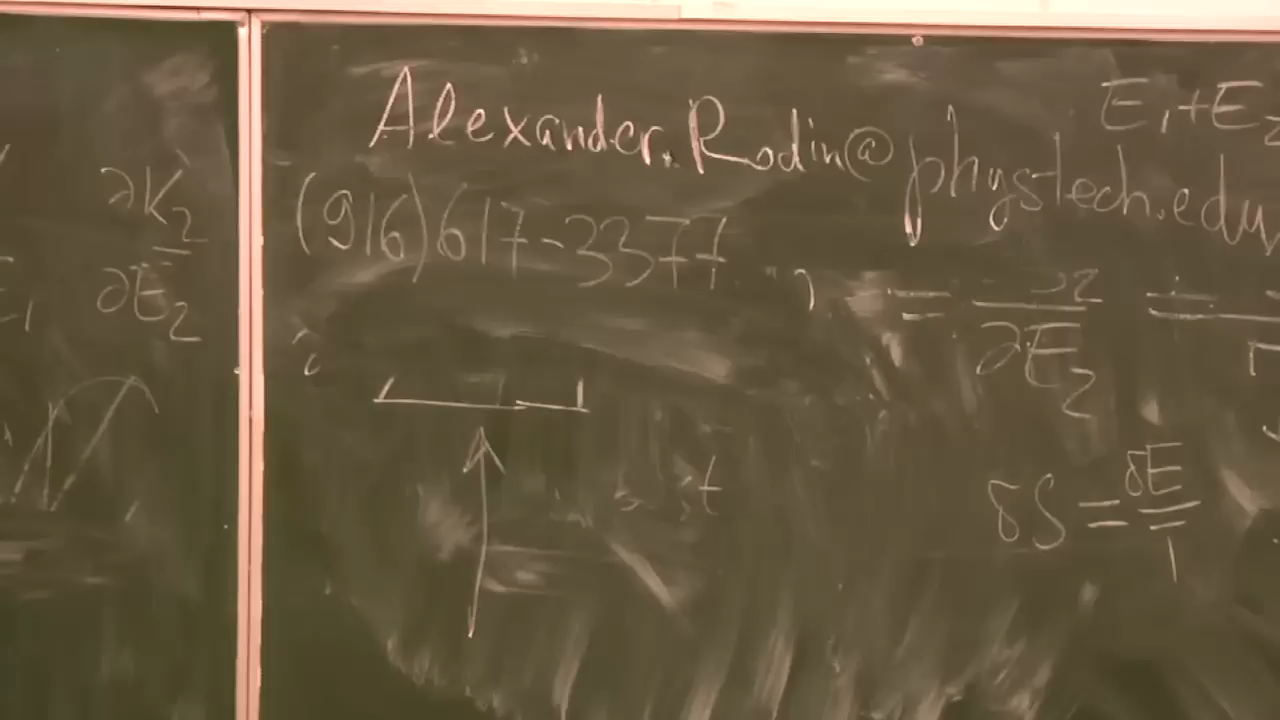 Alexander.Rodin@phystech.edu
(916)617-3377
E₁+E₂
∂K₂
∂E₂
= ∂E₂ =
δS = δE